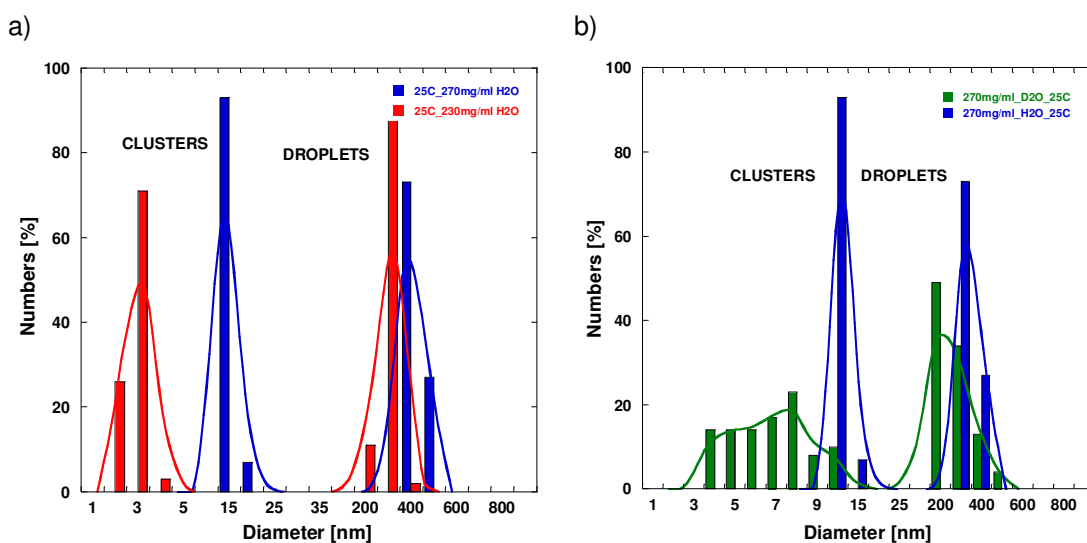 a)
100
80
60
40
20
0
Numbers [%]
25C_270mg/ml H2O
25C_230mg/ml H2O
CLUSTERS
DROPLETS
1 3 5 15 25 35 200 400 800
Diameter [nm]
b)
100
80
60
40
20
0
Numbers [%]
270mg/ml_D2O_25C
270mg/ml_H2O_25C
CLUSTERS
DROPLETS
1 3 5 7 9 15 25 200 400 800
Diameter [nm]